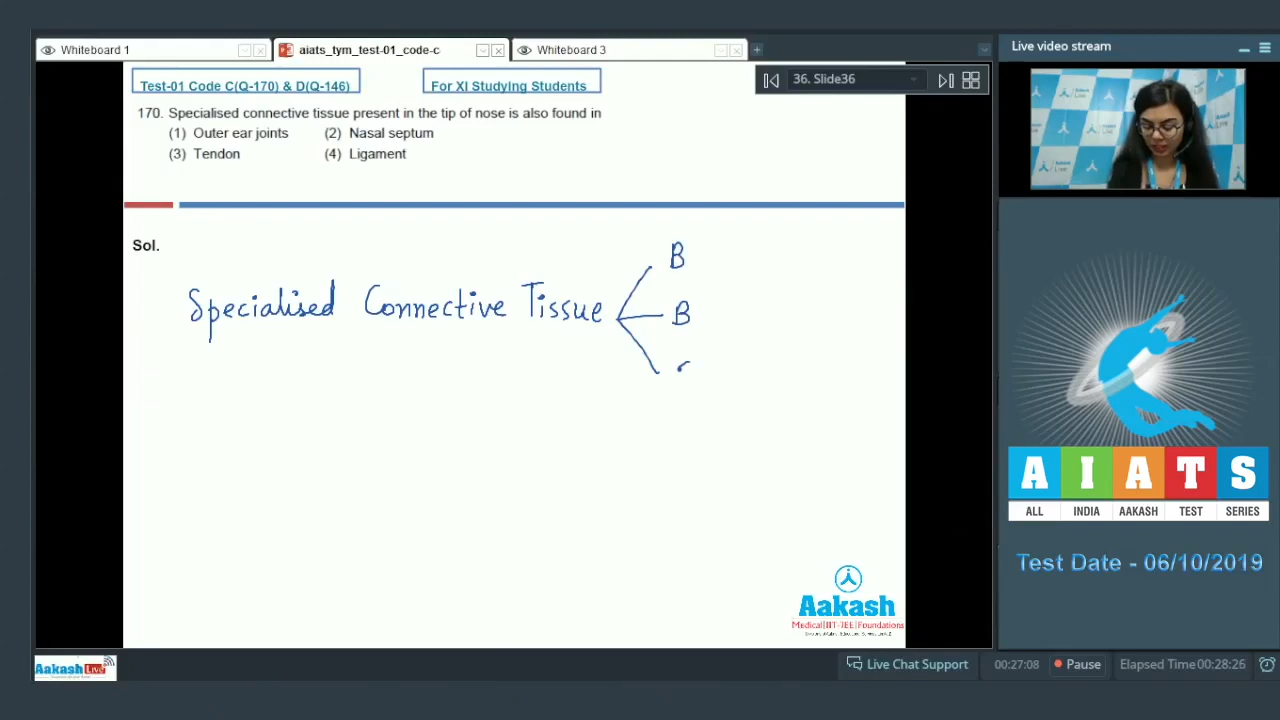 Whiteboard 1
aiats_tym_test-01_code-c
Whiteboard 3
Live video stream
Test-01 Code C(Q-170) & D(Q-146)
For XI Studying Students
36. Slide36
170. Specialised connective tissue present in the tip of nose is also found in
(1) Outer ear joints (2) Nasal septum
(3) Tendon (4) Ligament
Sol.
Specialised Connective Tissue
B
B
A I A T S
ALL INDIA AAKASH TEST SERIES
Test Date - 06/10/2019
Aakash
Medical|IIT-JEE|Foundations
Aakash Live
Live Chat Support
00:27:08
Pause
Elapsed Time 00:28:26